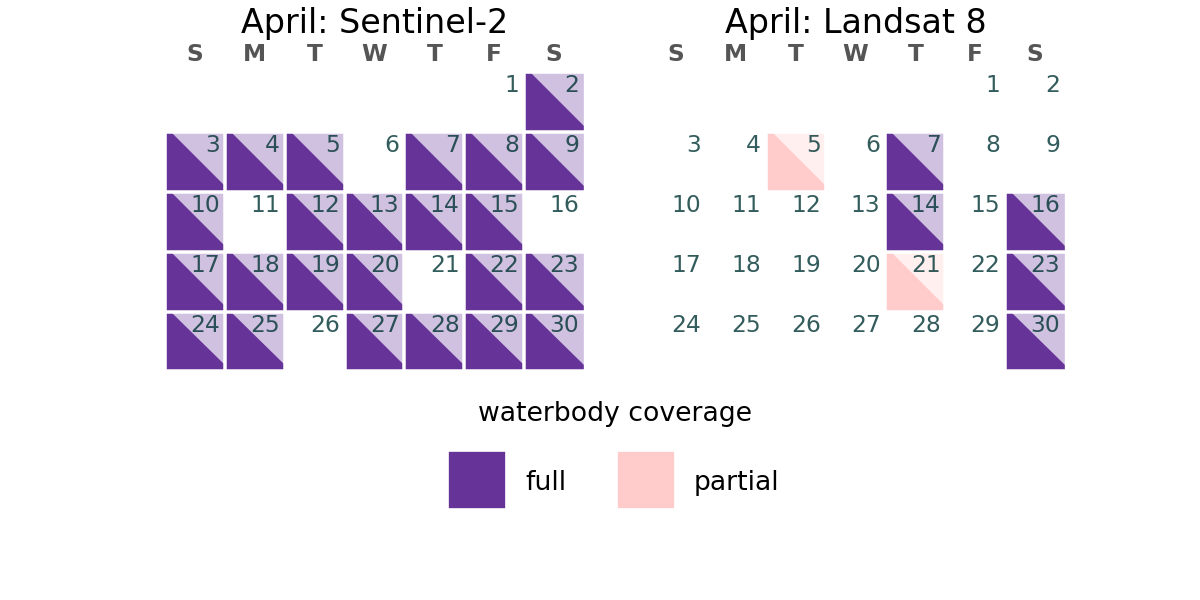 April: Sentinel-2
S M T W T F S
1 2
3 4 5 6 7 8 9
10 11 12 13 14 15 16
17 18 19 20 21 22 23
24 25 26 27 28 29 30
April: Landsat 8
S M T W T F S
1 2
3 4 5 6 7 8 9
10 11 12 13 14 15 16
17 18 19 20 21 22 23
24 25 26 27 28 29 30
waterbody coverage
full partial